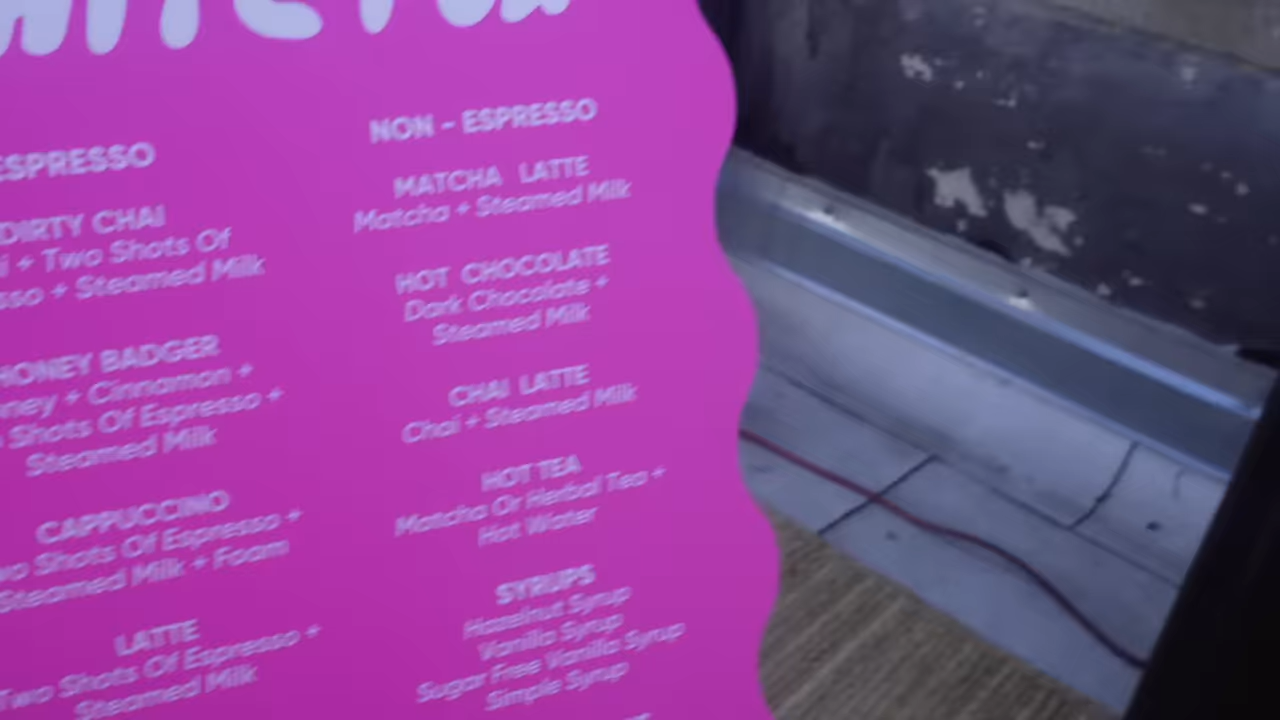 ESPRESSO
DIRTY CHAI
+ Two Shots Of
+ Steamed Milk
HONEY BADGER
+ Cinnamon +
Shots Of Espresso +
Steamed Milk
CAPPUCCINO
Shots Of Espresso +
Steamed Milk + Foam
LATTE
Two Shots Of Espresso +
Steamed Milk
NON - ESPRESSO
MATCHA LATTE
Matcha + Steamed Milk
HOT CHOCOLATE
Dark Chocolate +
Steamed Milk
CHAI LATTE
Chai + Steamed Milk
HOT TEA
Matcha Or Herbal Tea +
Hot Water
SYRUPS
Hazelnut Syrup
Vanilla Syrup
Sugar Free Vanilla Syrup
Simple Syrup